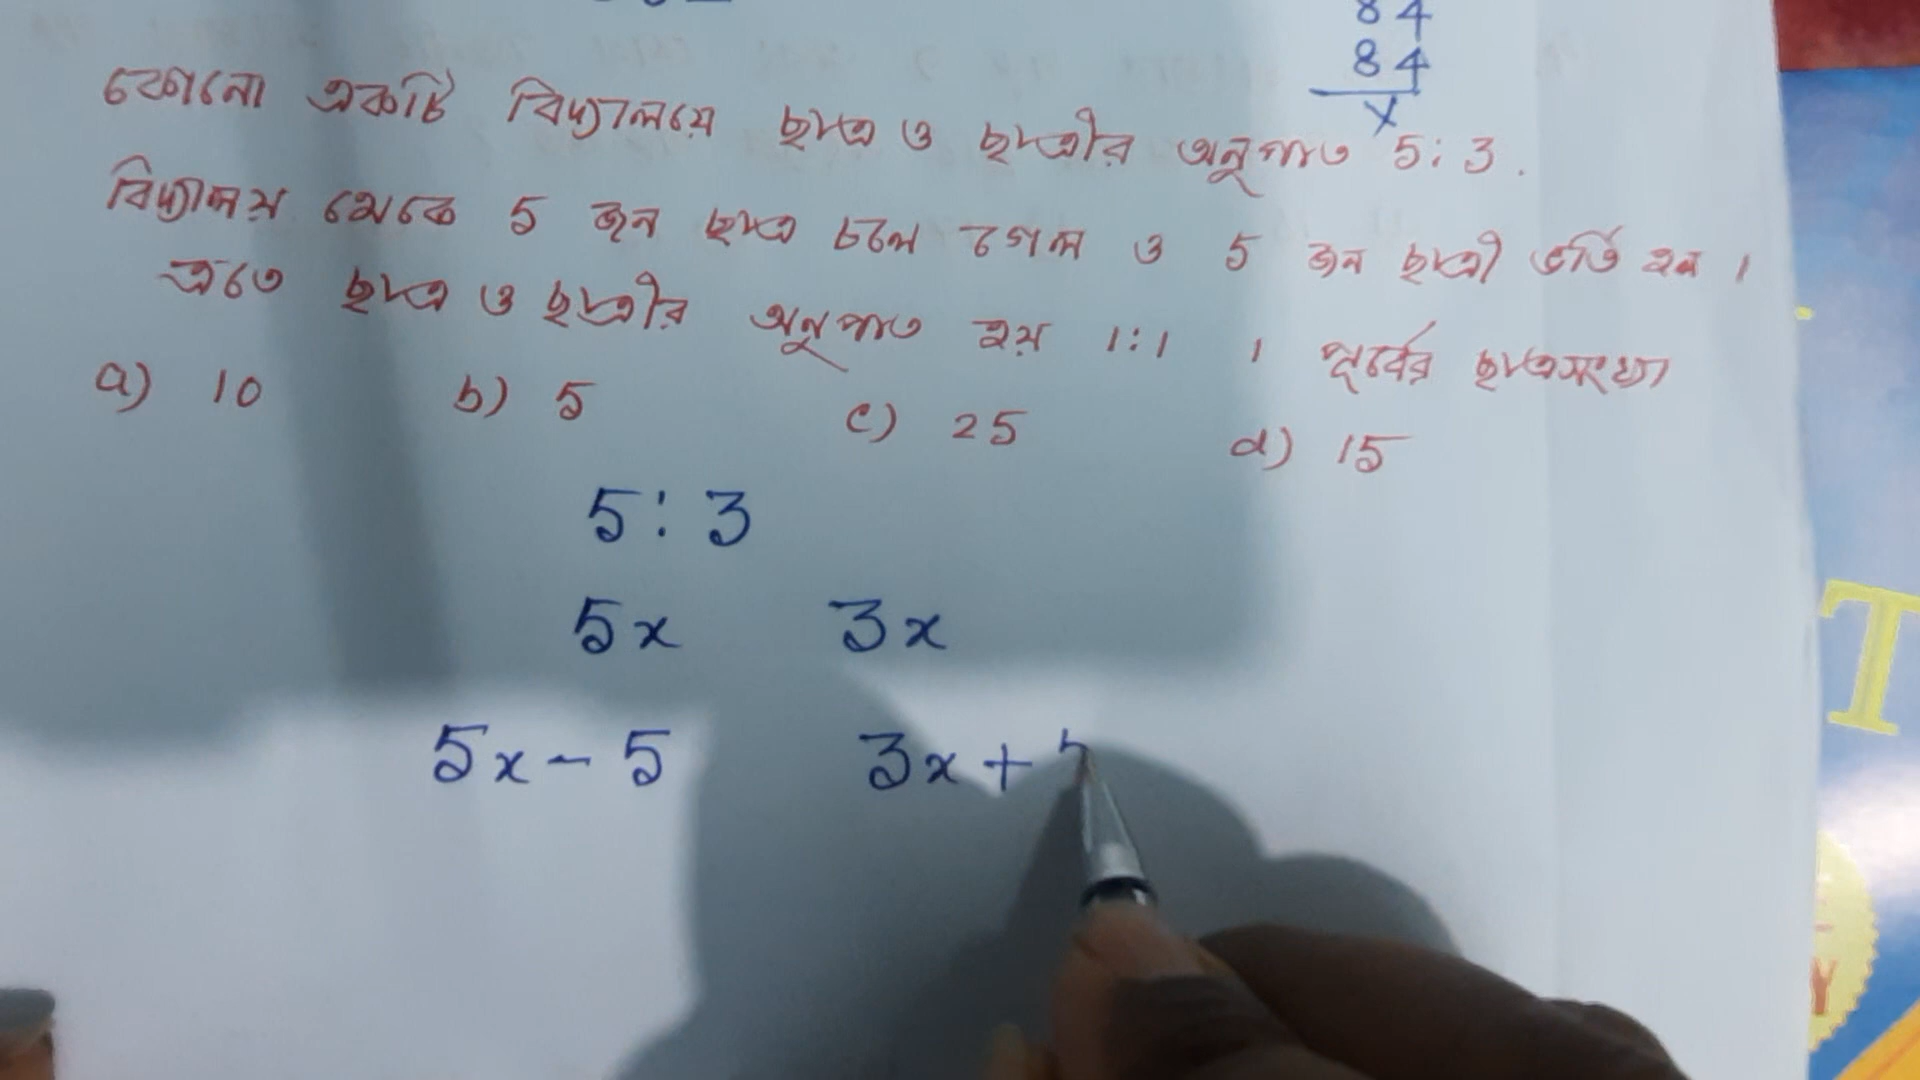 84
84
x
কোনো একটি বিদ্যালয়ে ছাত্র ও ছাত্রীর অনুপাত 5:3.
বিদ্যালয় থেকে 5 জন ছাত্র চলে গেল ও 5 জন ছাত্রী ভর্তি হল।
এতে ছাত্র ও ছাত্রীর অনুপাত হয় 1:1 । পূর্বের ছাত্রসংখ্যা
a) 10 b) 5 c) 25 d) 15
5:3
5x 3x
5x-5 3x+5
T
Y